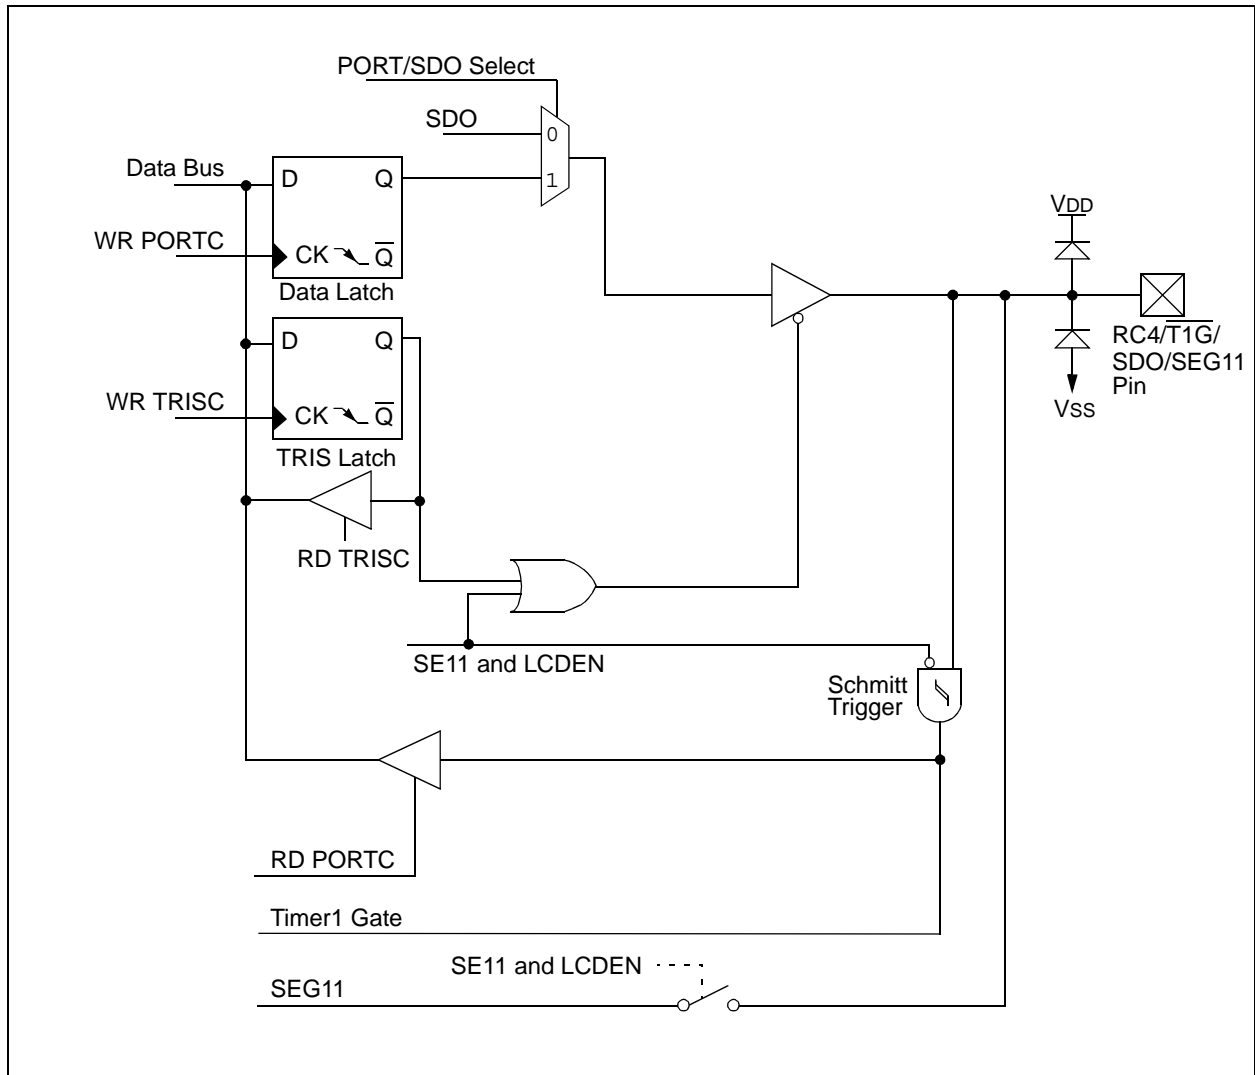 PORT/SDO Select
SDO
0
Data Bus
D Q
1
WR PORTC
CK Q̅
Data Latch
VDD
D Q
RC4/T̅1̅G̅/
SDO/SEG11
Pin
WR TRISC
CK Q̅
VSS
TRIS Latch
RD TRISC
SE11 and LCDEN
Schmitt
Trigger
RD PORTC
Timer1 Gate
SE11 and LCDEN
SEG11